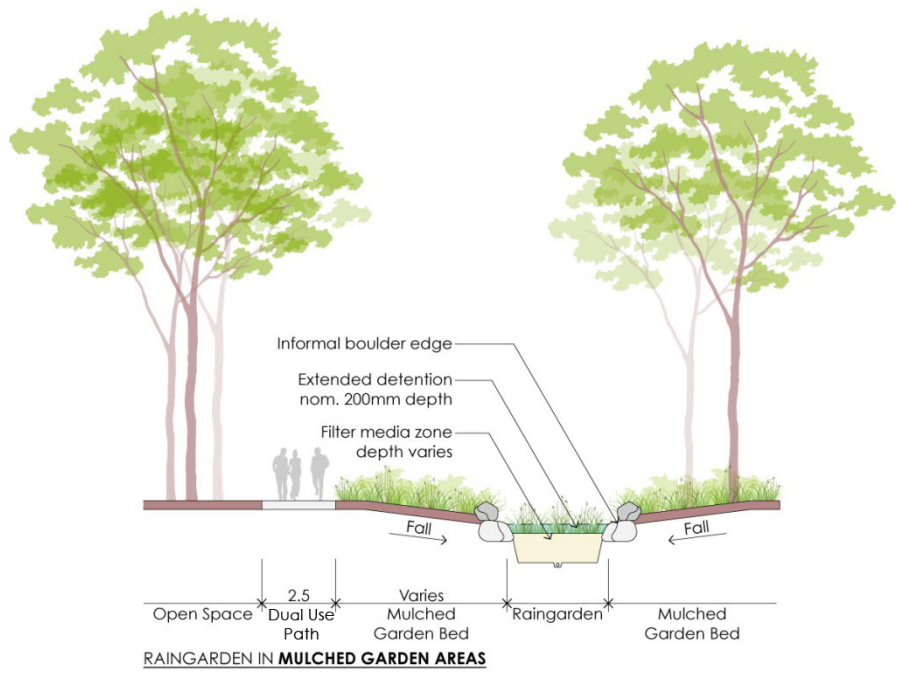 Informal boulder edge
Extended detention
nom. 200mm depth
Filter media zone
depth varies
Fall
Fall
2.5
Varies
Open Space
Dual Use
Path
Mulched
Garden Bed
Raingarden
Mulched
Garden Bed
RAINGARDEN IN MULCHED GARDEN AREAS